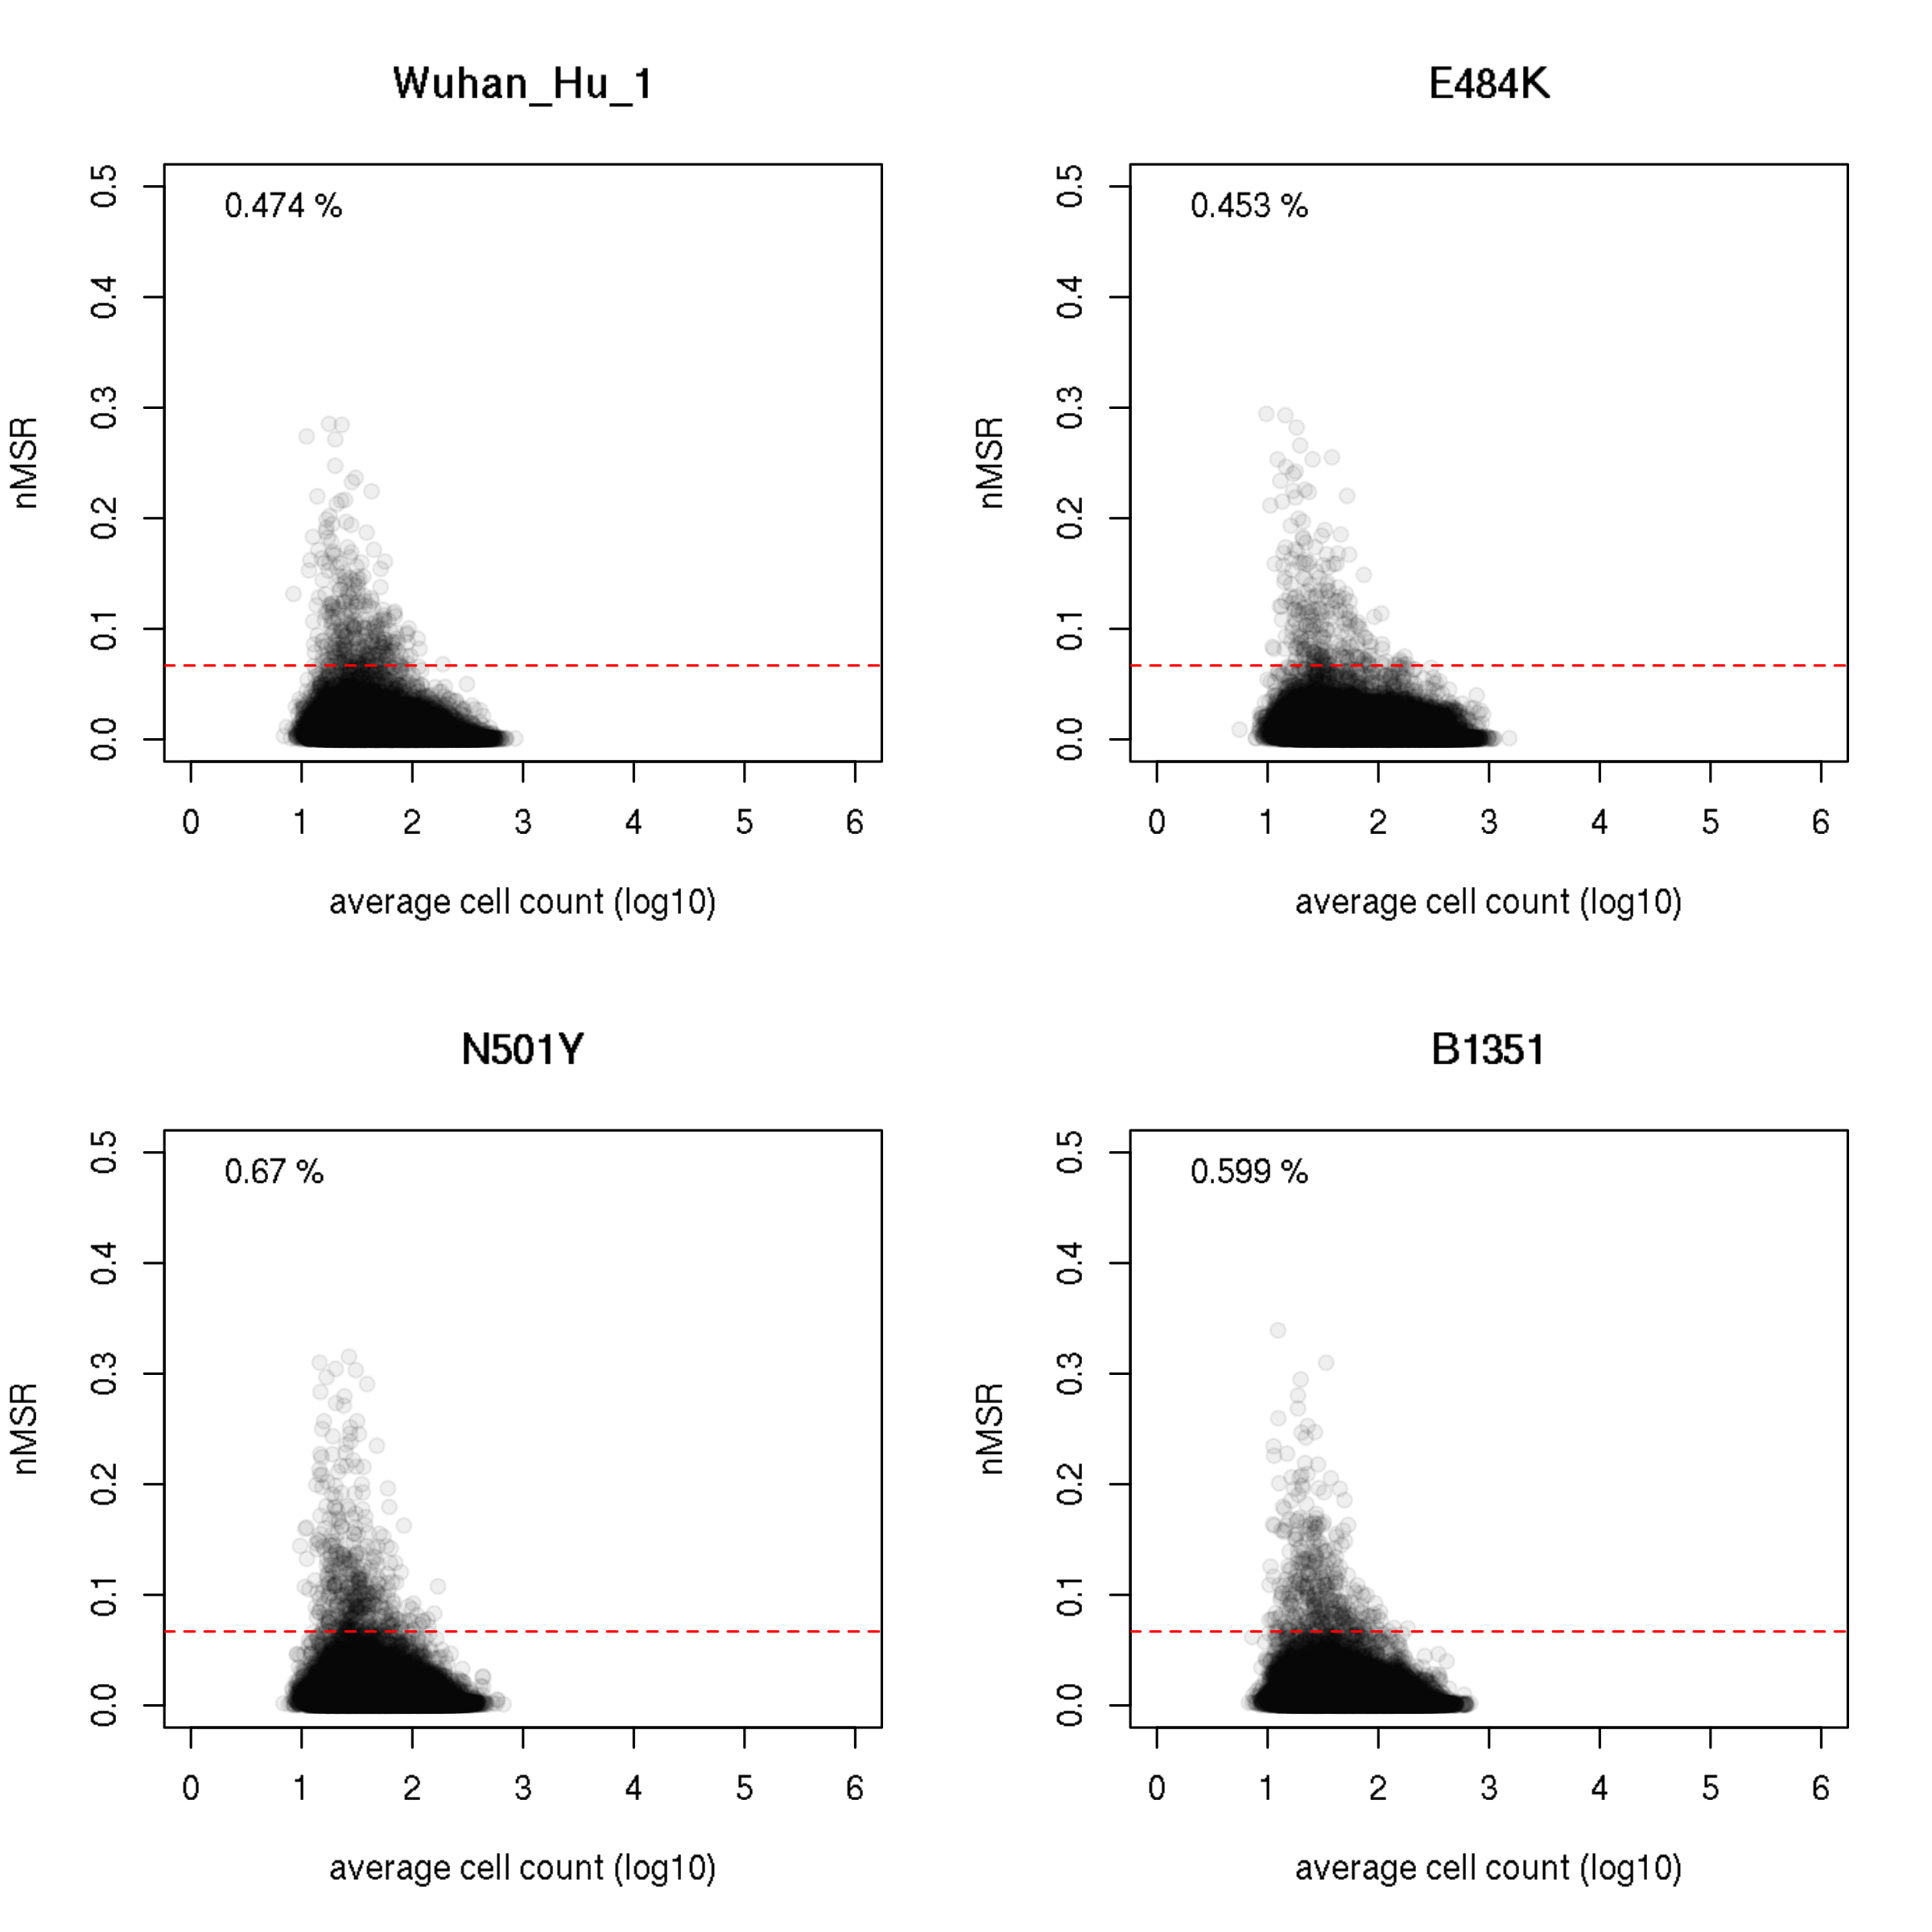 Wuhan_Hu_1
0.474 %
nMSR
0.0 0.1 0.2 0.3 0.4 0.5
0 1 2 3 4 5 6
average cell count (log10)
E484K
0.453 %
nMSR
0.0 0.1 0.2 0.3 0.4 0.5
0 1 2 3 4 5 6
average cell count (log10)
N501Y
0.67 %
nMSR
0.0 0.1 0.2 0.3 0.4 0.5
0 1 2 3 4 5 6
average cell count (log10)
B1351
0.599 %
nMSR
0.0 0.1 0.2 0.3 0.4 0.5
0 1 2 3 4 5 6
average cell count (log10)